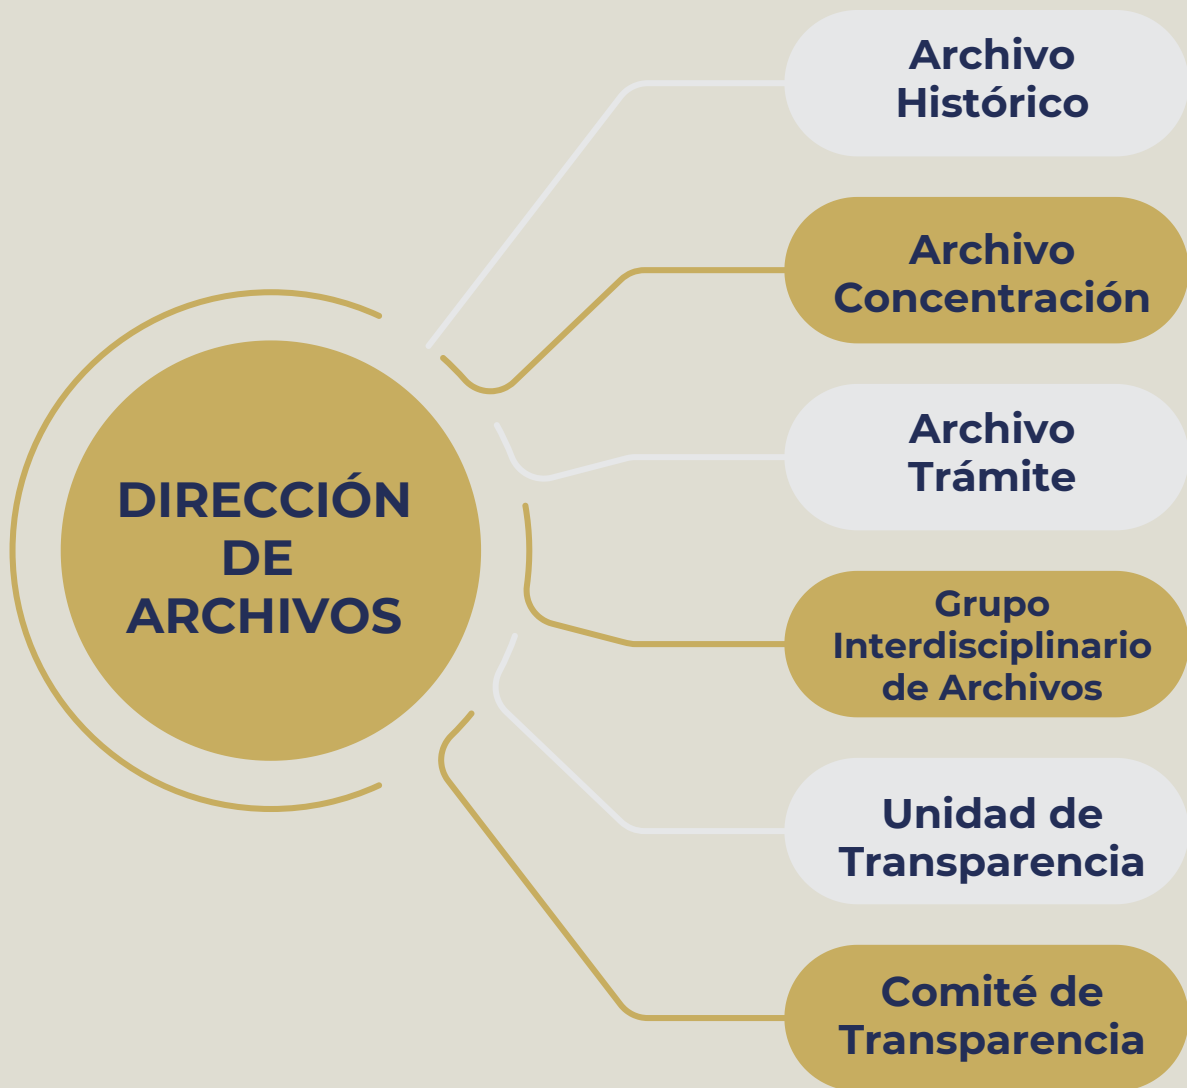 DIRECCIÓN
DE
ARCHIVOS
Archivo
Histórico
Archivo
Concentración
Archivo
Trámite
Grupo
Interdisciplinario
de Archivos
Unidad de
Transparencia
Comité de
Transparencia